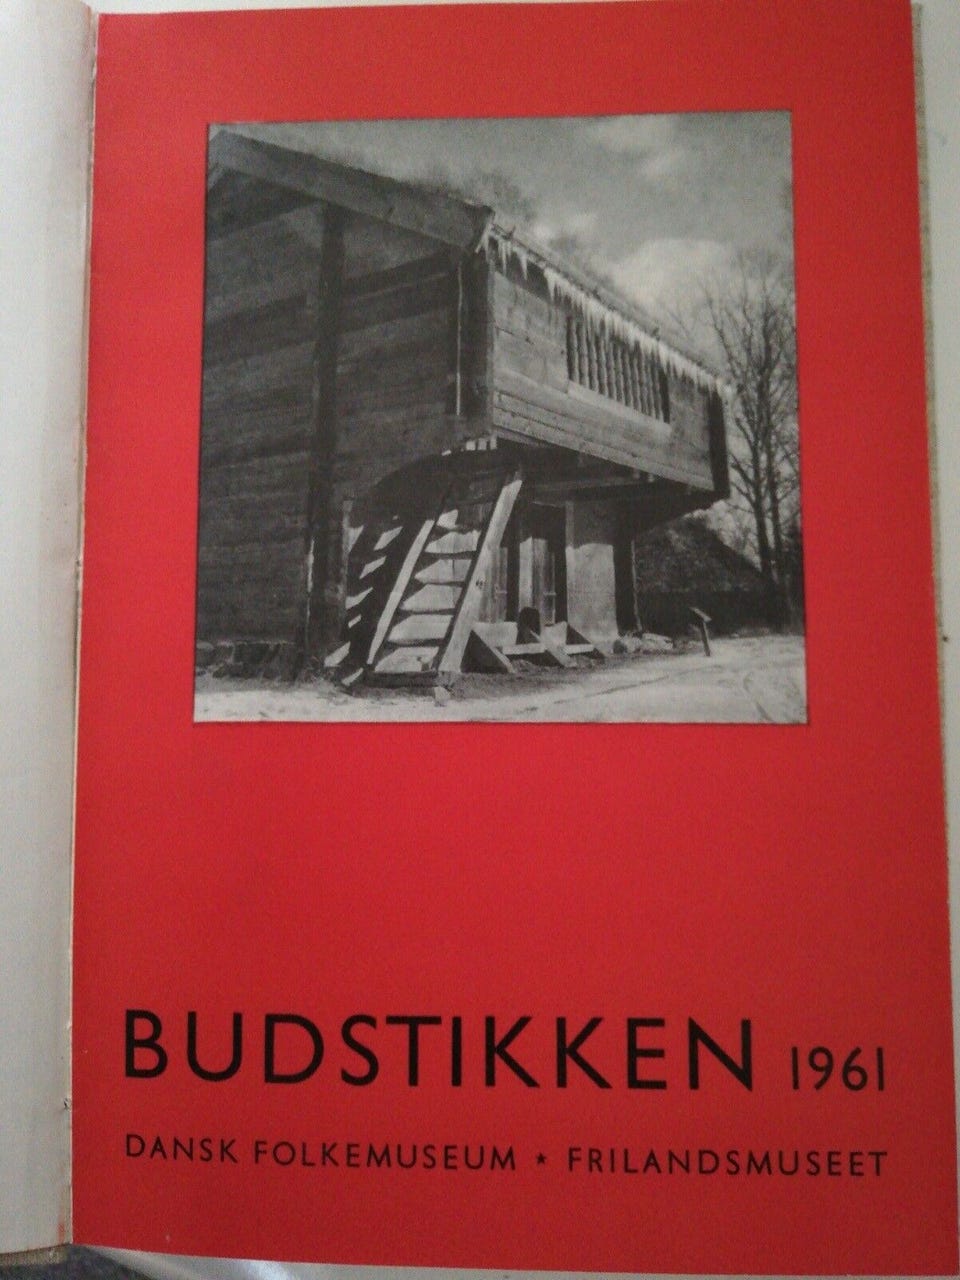 BUDSTIKKEN 1961
DANSK FOLKEMUSEUM ★ FRILANDSMUSEET